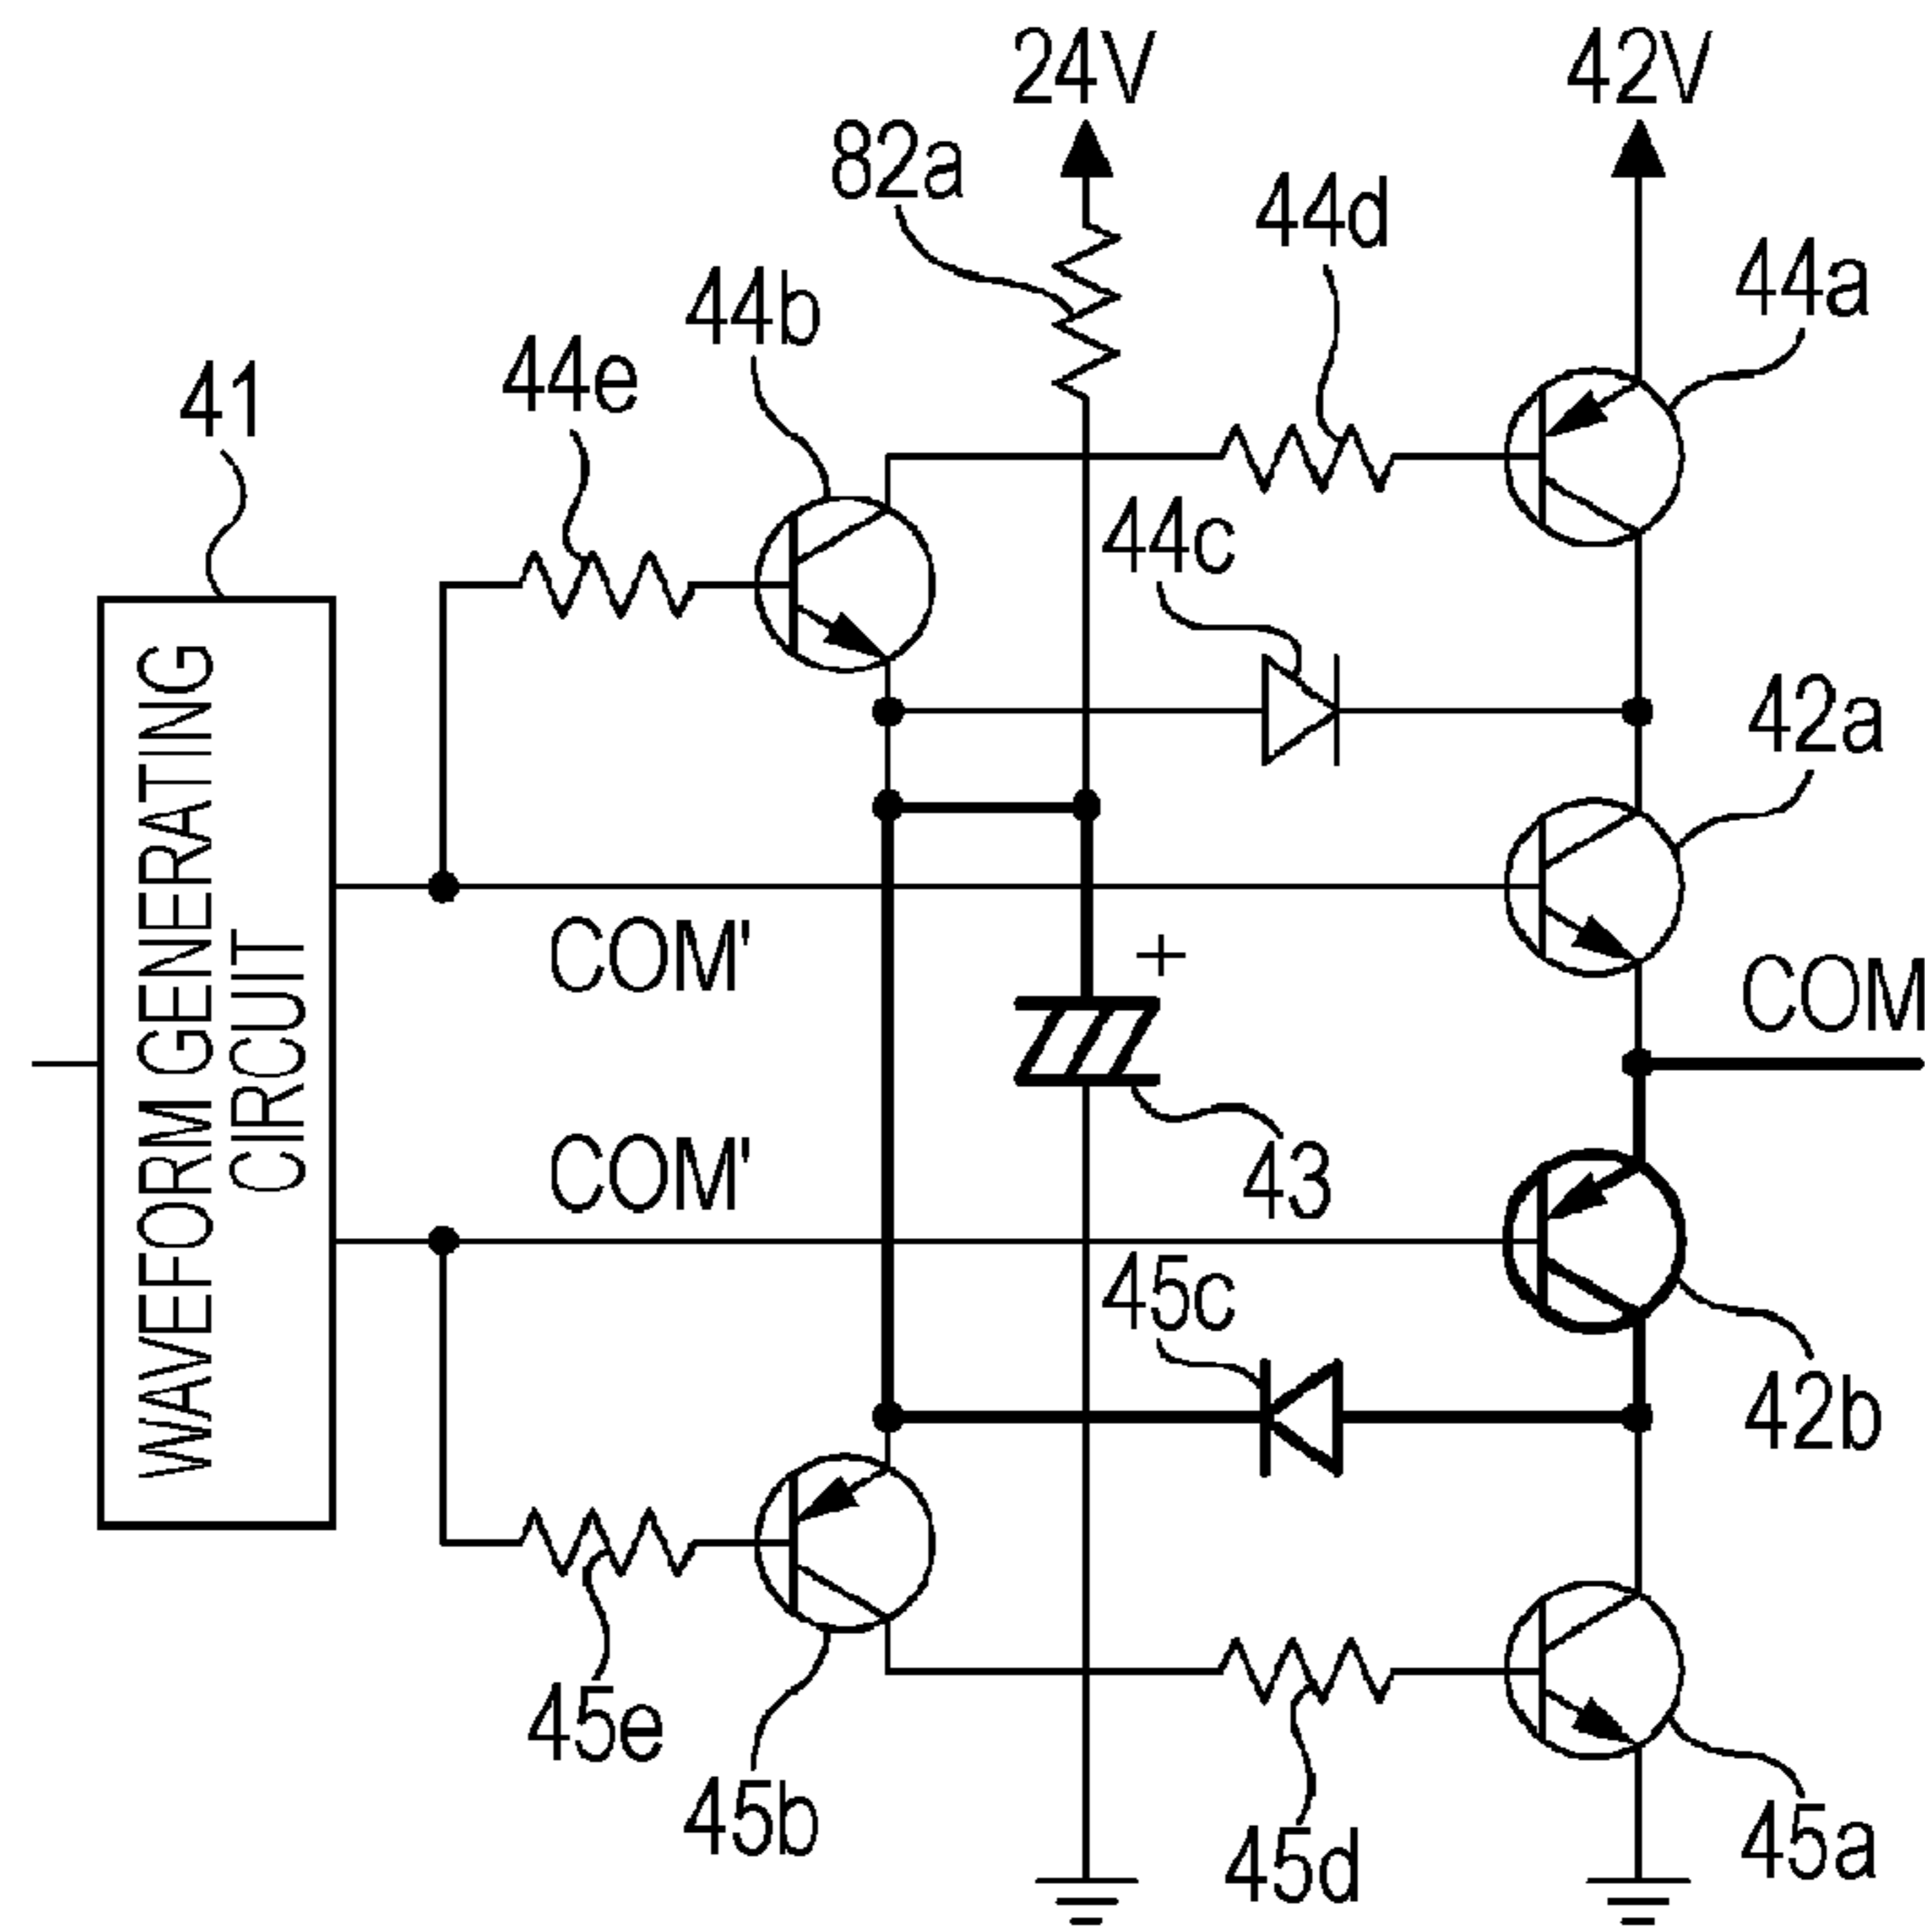 24V
42V
82a
44d
44a
44b
44e
41
44c
42a
WAVEFORM GENERATING
CIRCUIT
COM'
+
COM
COM'
43
45c
42b
45e
45b
45d
45a